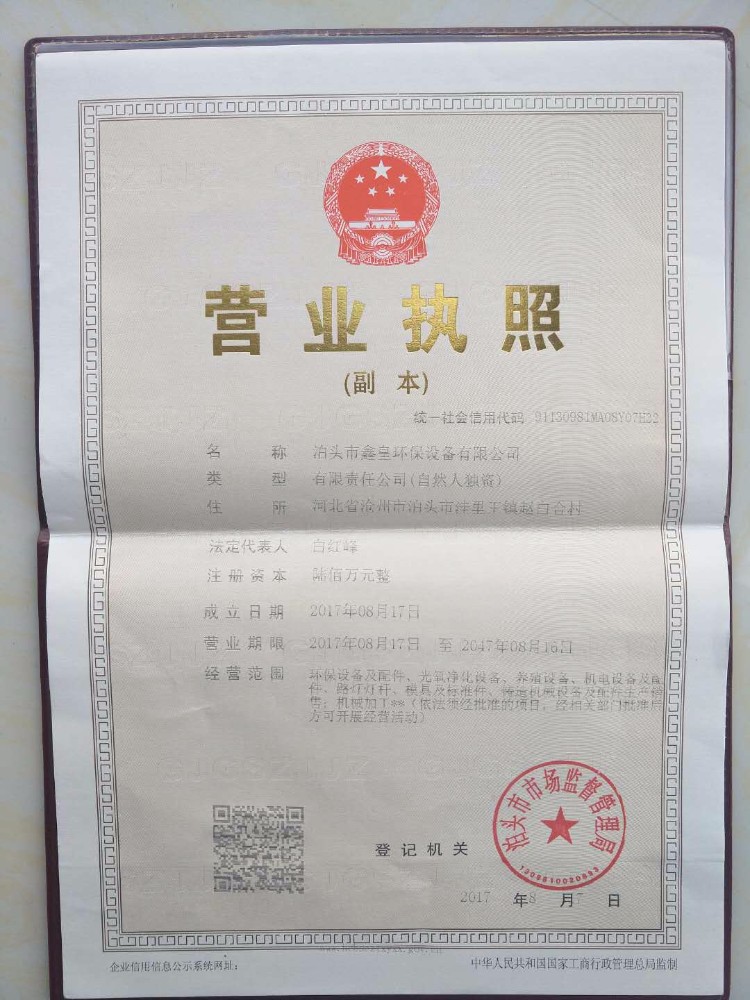 营业执照
(副 本)
统一社会信用代码 91130981MA08Y07H22
名 称 泊头市鑫皇环保设备有限公司
类 型 有限责任公司(自然人独资)
住 所 河北省沧州市泊头市洼里王镇赵百合村
法定代表人 白红峰
注册资本 陆佰万元整
成立日期 2017年08月17日
营业期限 2017年08月17日 至 2047年08月16日
经营范围 环保设备及配件、光氧净化设备、养殖设备、机电设备及配
件、路灯灯杆、模具及标准件、铸造机械设备及配件生产销
售；机械加工**（依法须经批准的项目，经相关部门批准后
方可开展经营活动）
泊头市市场监督管理局
登记机关
2017 年 8 月 7 日
企业信用信息公示系统网址：
中华人民共和国国家工商行政管理总局监制